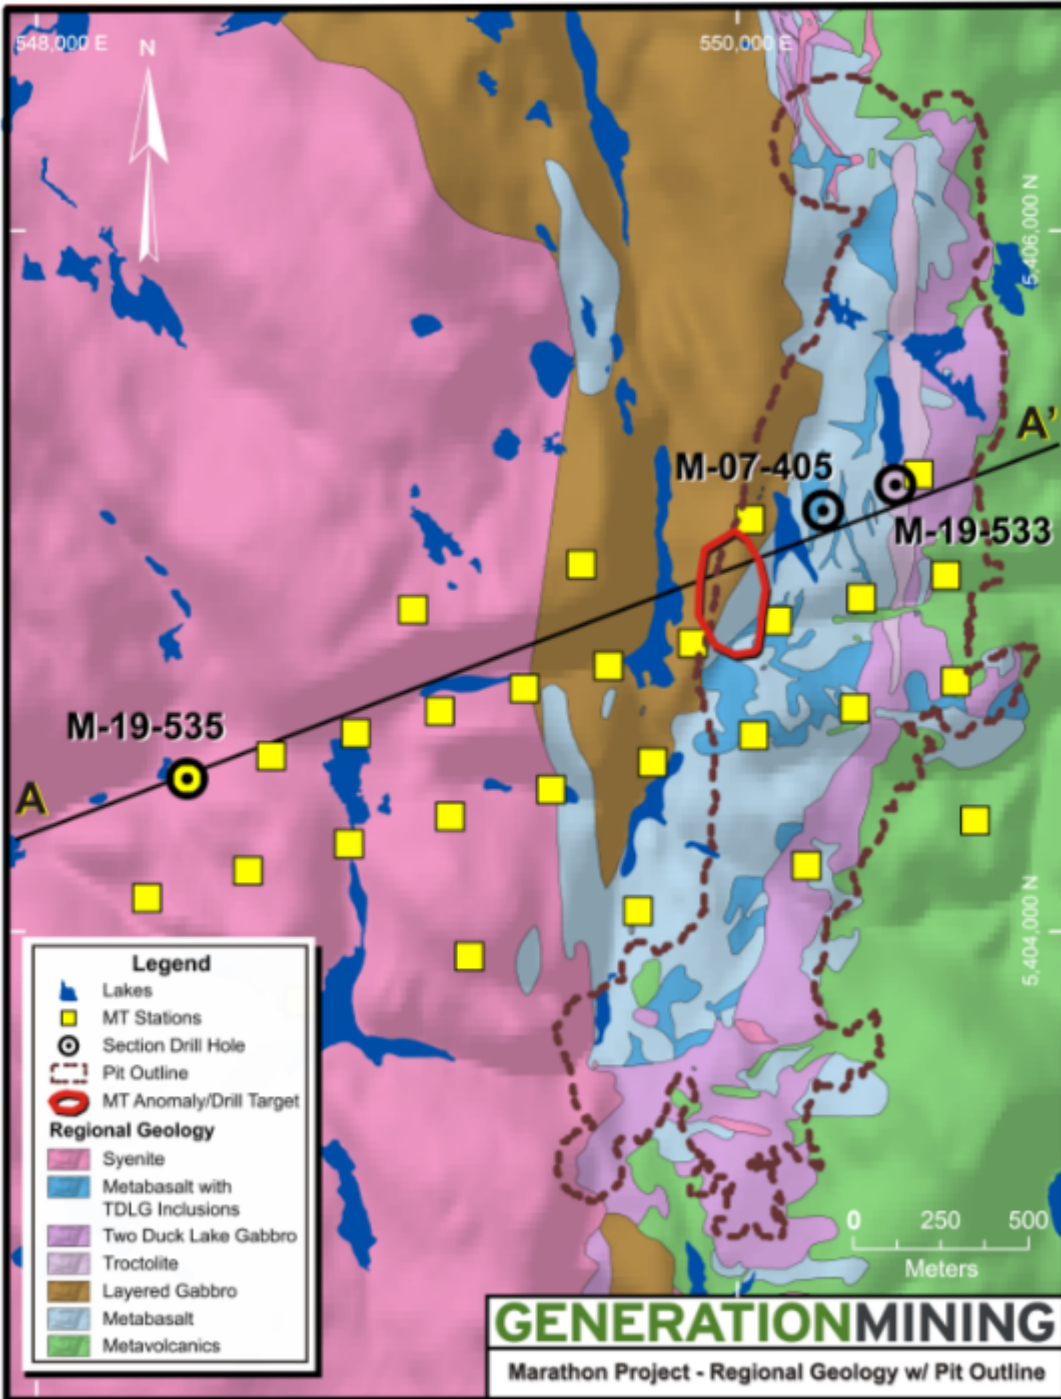 548,000 E
550,000 E
N
5,406,000 N
A'
M-07-405
M-19-533
M-19-535
A
5,404,000 N
Legend
Lakes
MT Stations
Section Drill Hole
Pit Outline
MT Anomaly/Drill Target
Regional Geology
Syenite
Metabasalt with
TDLG Inclusions
Two Duck Lake Gabbro
Troctolite
Layered Gabbro
Metabasalt
Metavolcanics
0 250 500
Meters
GENERATIONMINING
Marathon Project - Regional Geology w/ Pit Outline